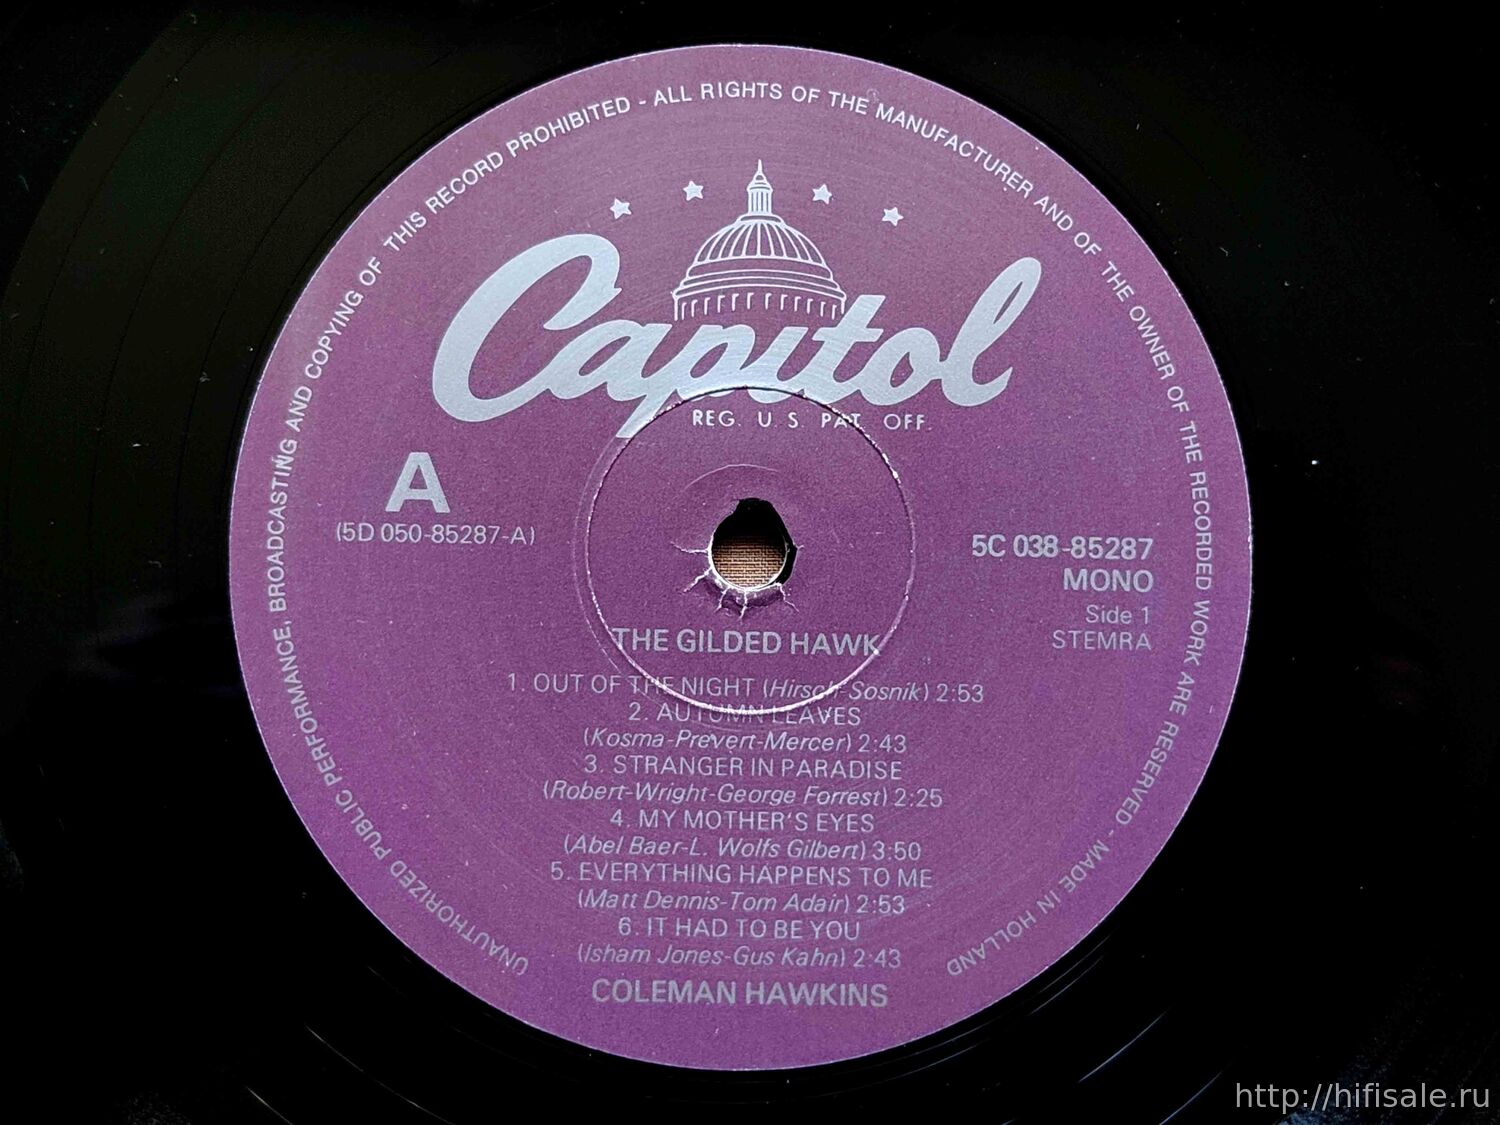 UNAUTHORIZED PUBLIC PERFORMANCE, BROADCASTING AND COPYING OF THIS RECORD PROHIBITED - ALL RIGHTS OF THE MANUFACTURER AND OF THE OWNER OF THE RECORDED WORK ARE RESERVED - MADE IN HOLLAND
Capitol
REG. U. S. PAT. OFF.
A
(5D 050-85287-A)
5C 038-85287
MONO
Side 1
STEMRA
THE GILDED HAWK
1. OUT OF THE NIGHT (Hirsch-Sosnik) 2:53
2. AUTUMN LEAVES
(Kosma-Prevert-Mercer) 2:43
3. STRANGER IN PARADISE
(Robert-Wright-George Forrest) 2:25
4. MY MOTHER'S EYES
(Abel Baer-L. Wolfs Gilbert) 3:50
5. EVERYTHING HAPPENS TO ME
(Matt Dennis-Tom Adair) 2:53
6. IT HAD TO BE YOU
(Isham Jones-Gus Kahn) 2:43
COLEMAN HAWKINS
http://hifisale.ru